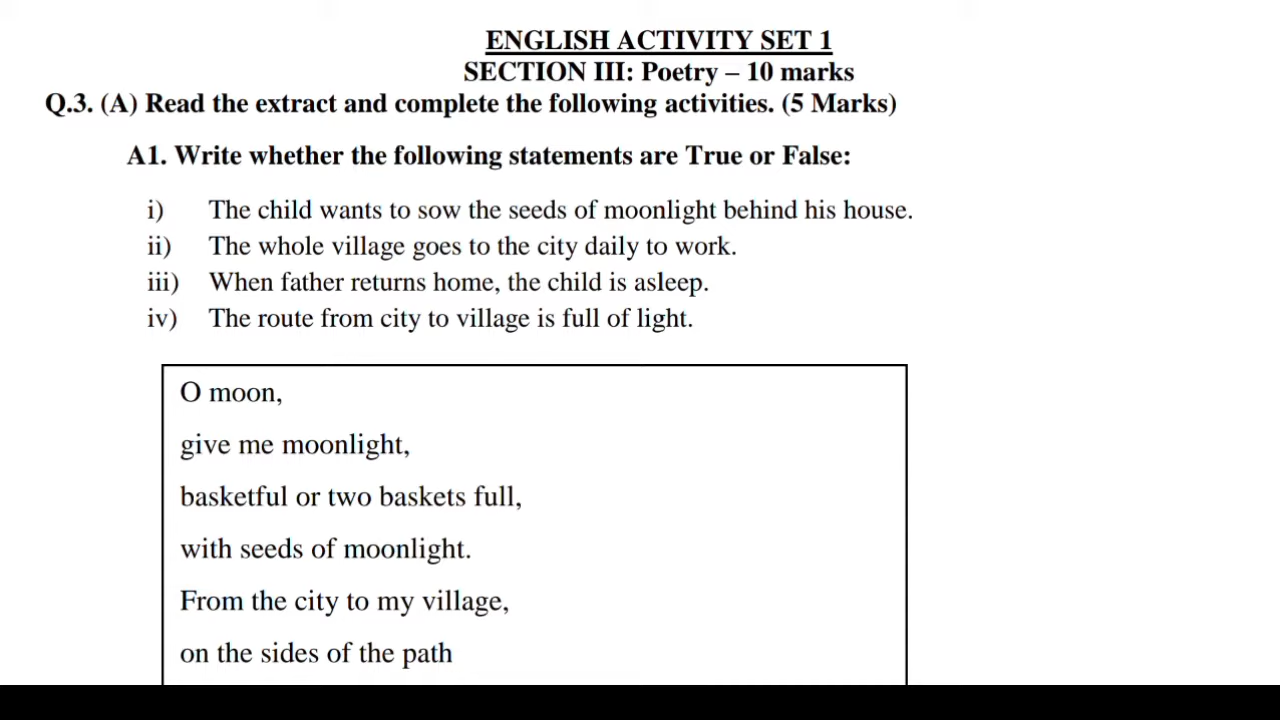 ENGLISH ACTIVITY SET 1
SECTION III: Poetry – 10 marks
Q.3. (A) Read the extract and complete the following activities. (5 Marks)
A1. Write whether the following statements are True or False:
i) The child wants to sow the seeds of moonlight behind his house.
ii) The whole village goes to the city daily to work.
iii) When father returns home, the child is asleep.
iv) The route from city to village is full of light.
O moon,
give me moonlight,
basketful or two baskets full,
with seeds of moonlight.
From the city to my village,
on the sides of the path